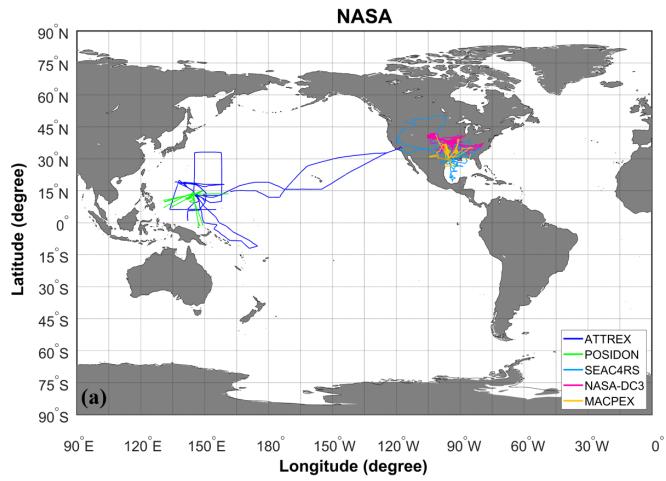 NASA
90°N
75°N
60°N
45°N
30°N
15°N
0°
15°S
30°S
45°S
60°S
75°S
90°S
Latitude (degree)
(a)
ATTREX
POSIDON
SEAC4RS
NASA-DC3
MACPEX
90°E 120°E 150°E 180° 150°W 120°W 90°W 60°W 30°W 0°
Longitude (degree)